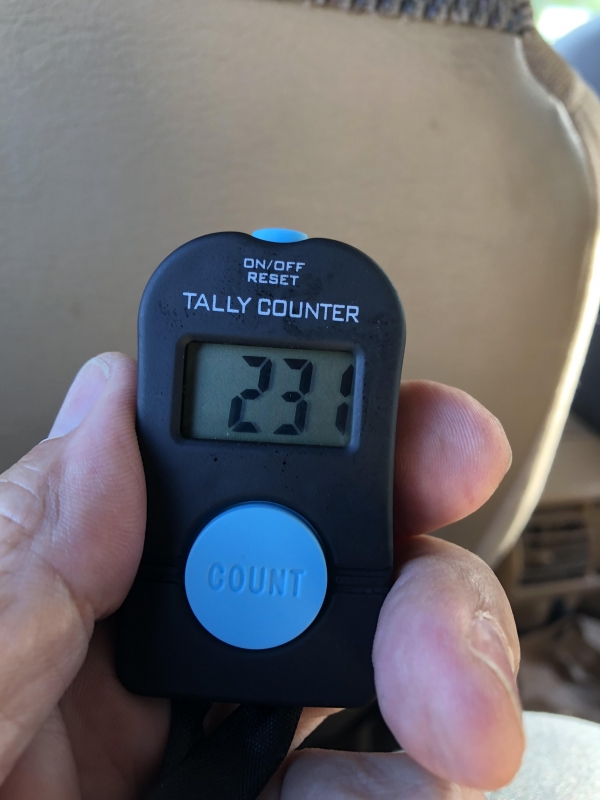 ON/OFF
RESET
TALLY COUNTER
231
COUNT